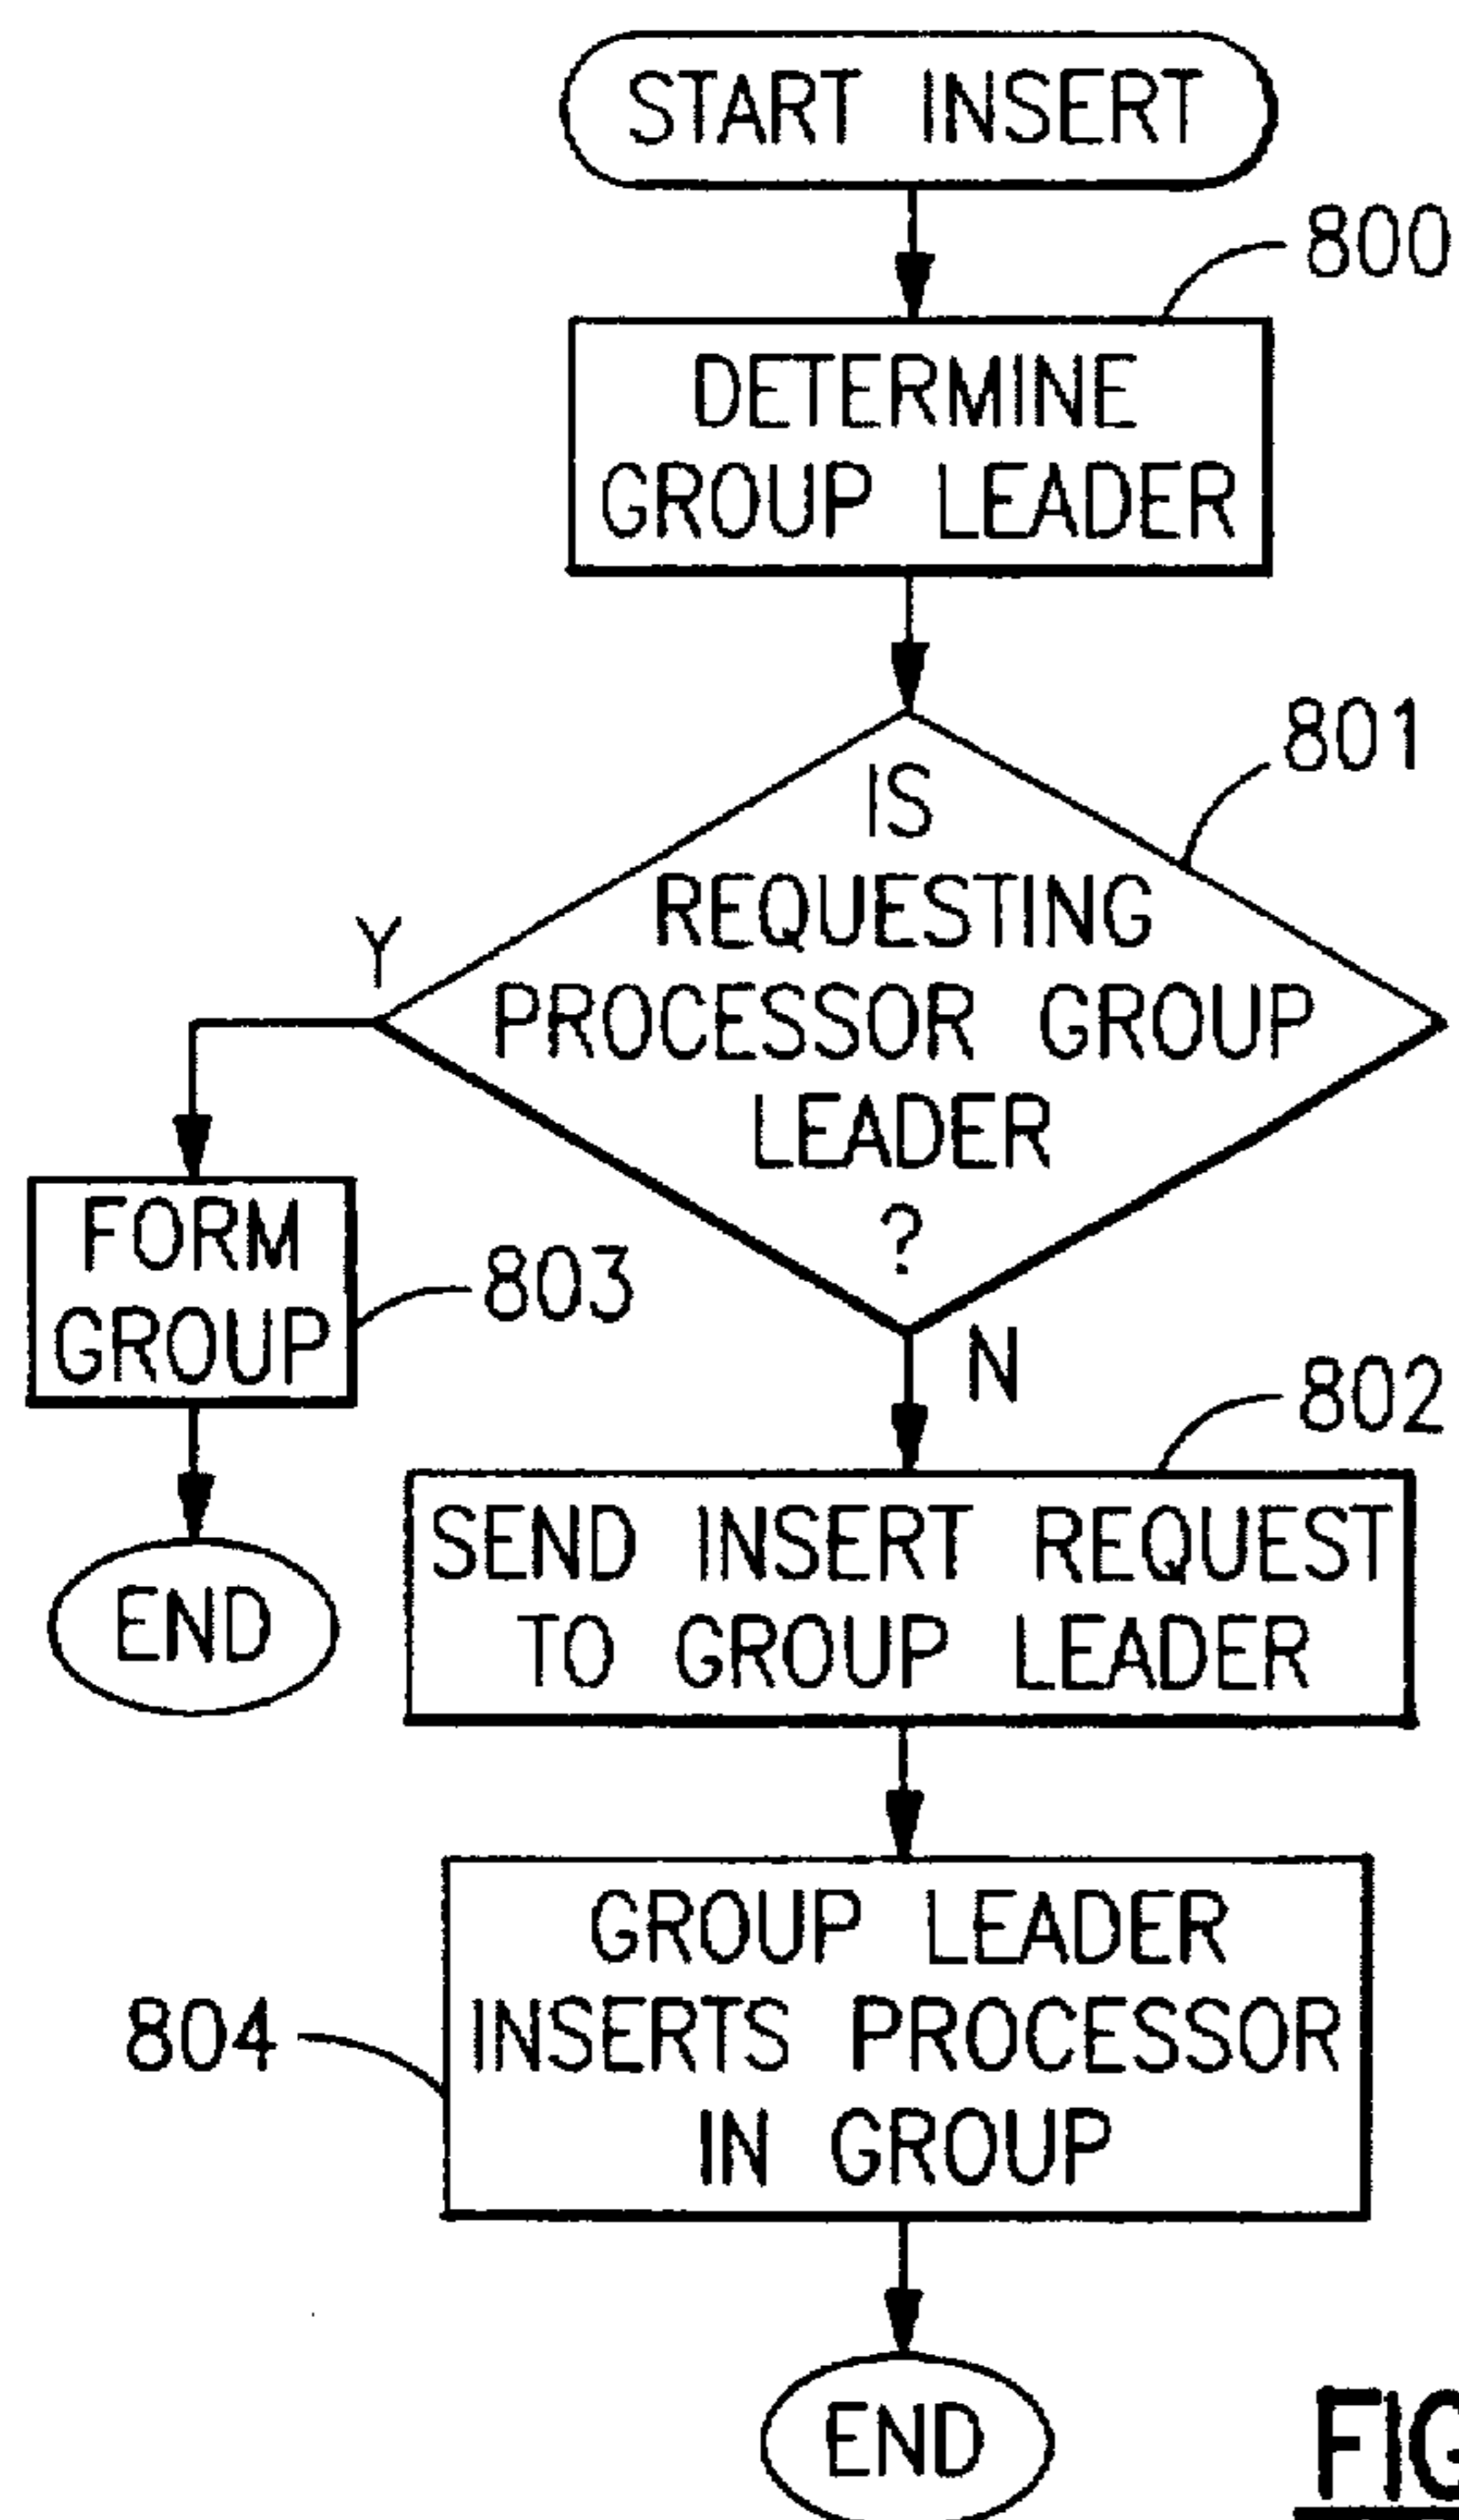 START INSERT
800
DETERMINE
GROUP LEADER
801
IS
REQUESTING
PROCESSOR GROUP
LEADER
?
Y
N
FORM
GROUP
803
END
802
SEND INSERT REQUEST
TO GROUP LEADER
804
GROUP LEADER
INSERTS PROCESSOR
IN GROUP
END